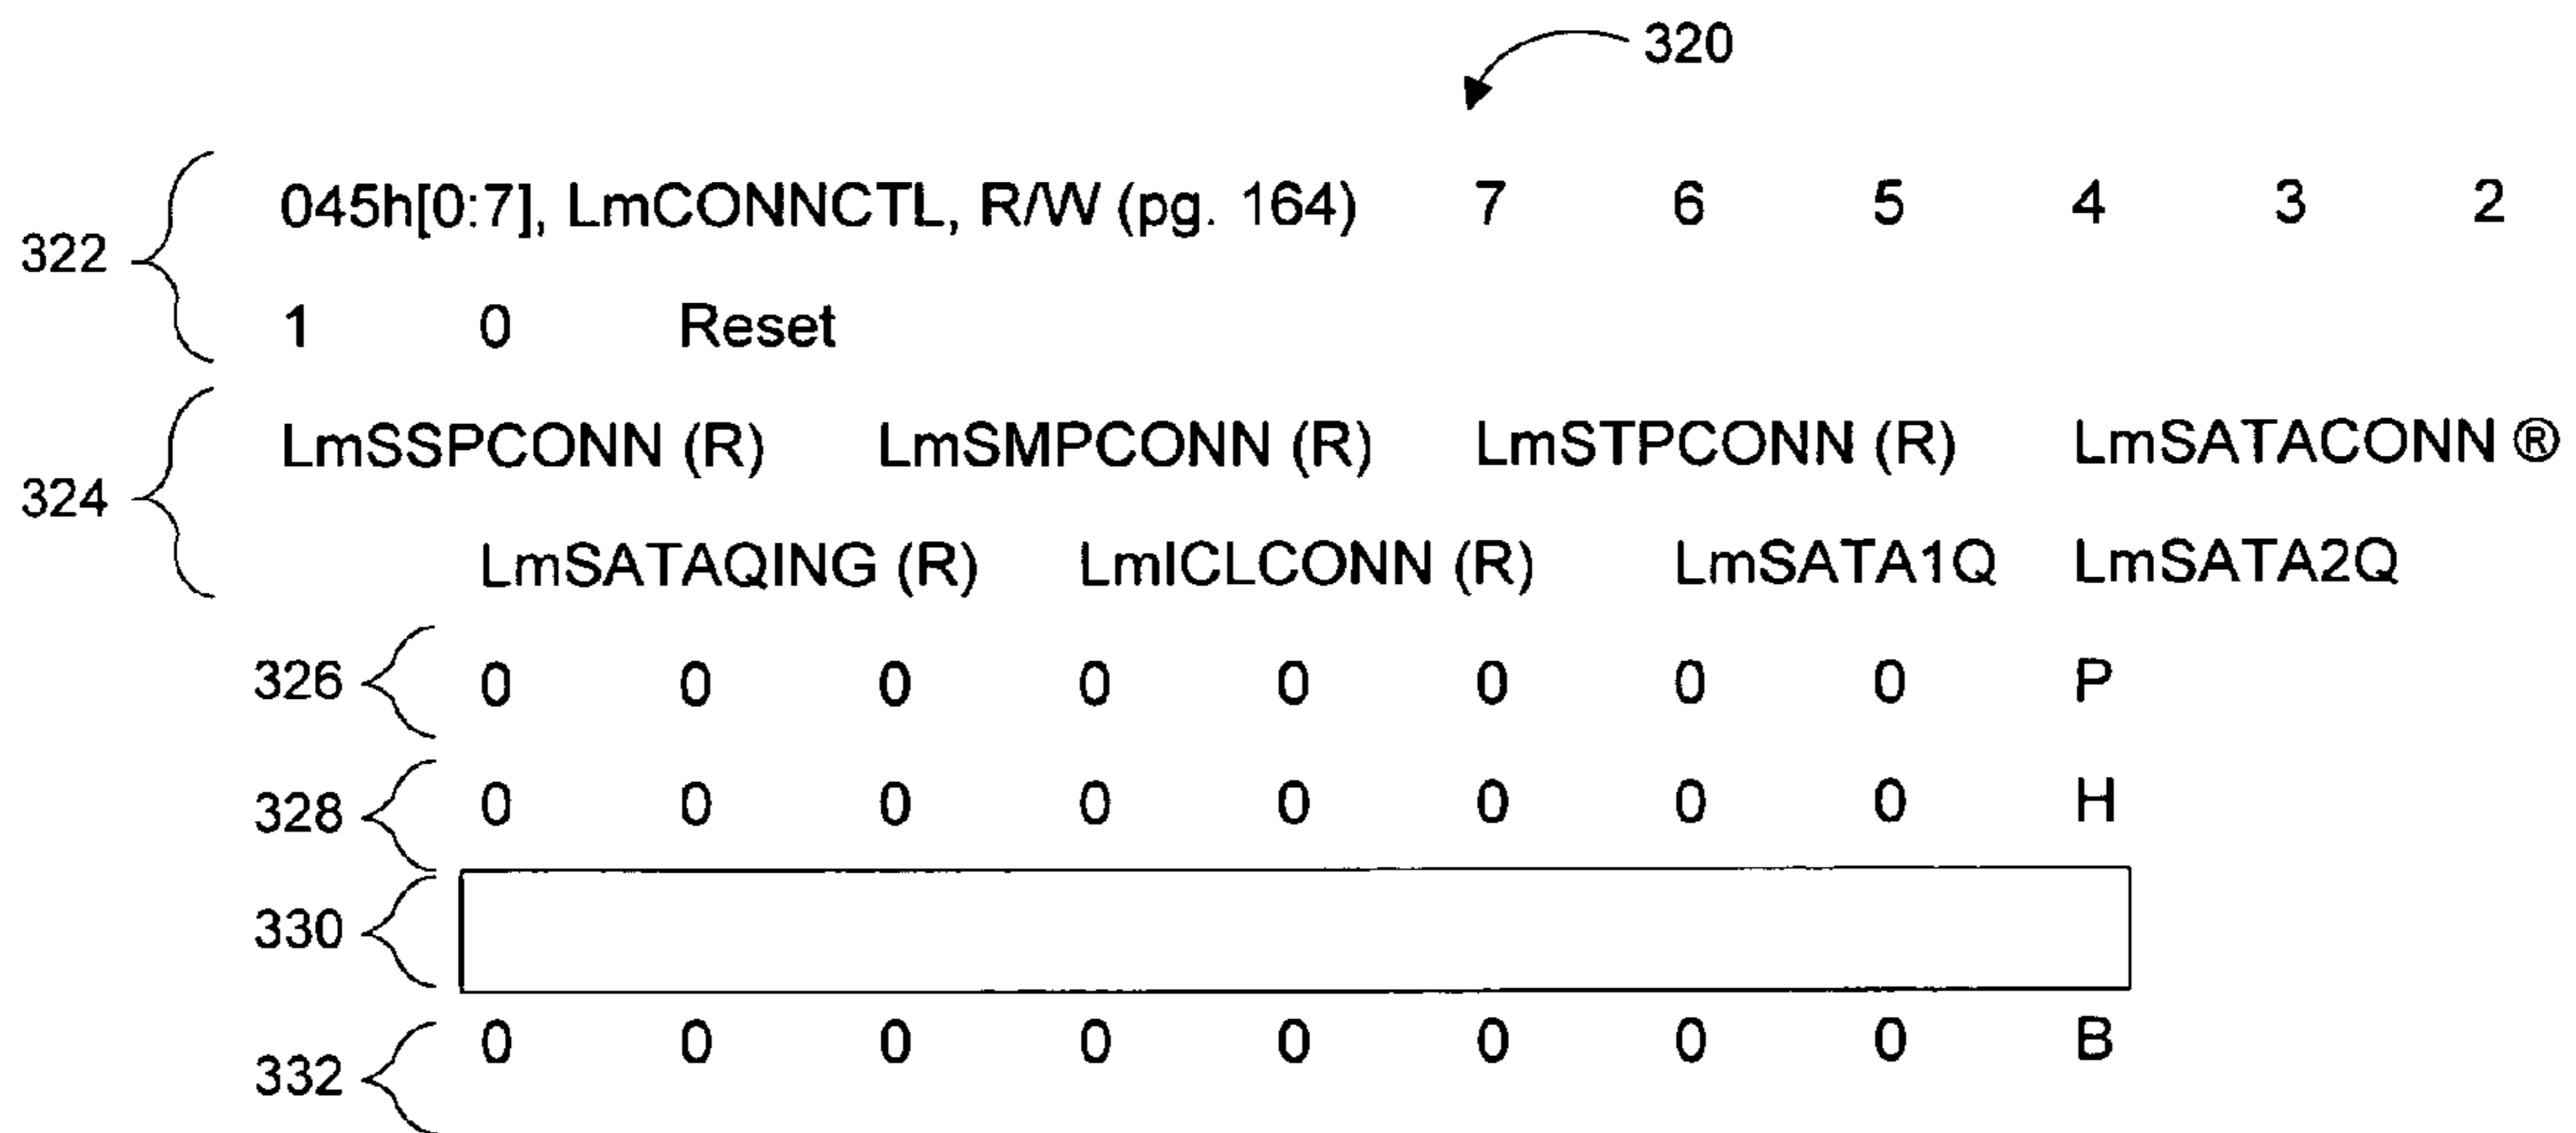 320
322 045h[0:7], LmCONNCTL, R/W (pg. 164) 7 6 5 4 3 2
1 0 Reset
324 LmSSPCONN (R) LmSMPCONN (R) LmSTPCONN (R) LmSATACONN ®
LmSATAQING (R) LmICLCONN (R) LmSATA1Q LmSATA2Q
326 0 0 0 0 0 0 0 0 P
328 0 0 0 0 0 0 0 0 H
330
332 0 0 0 0 0 0 0 0 B